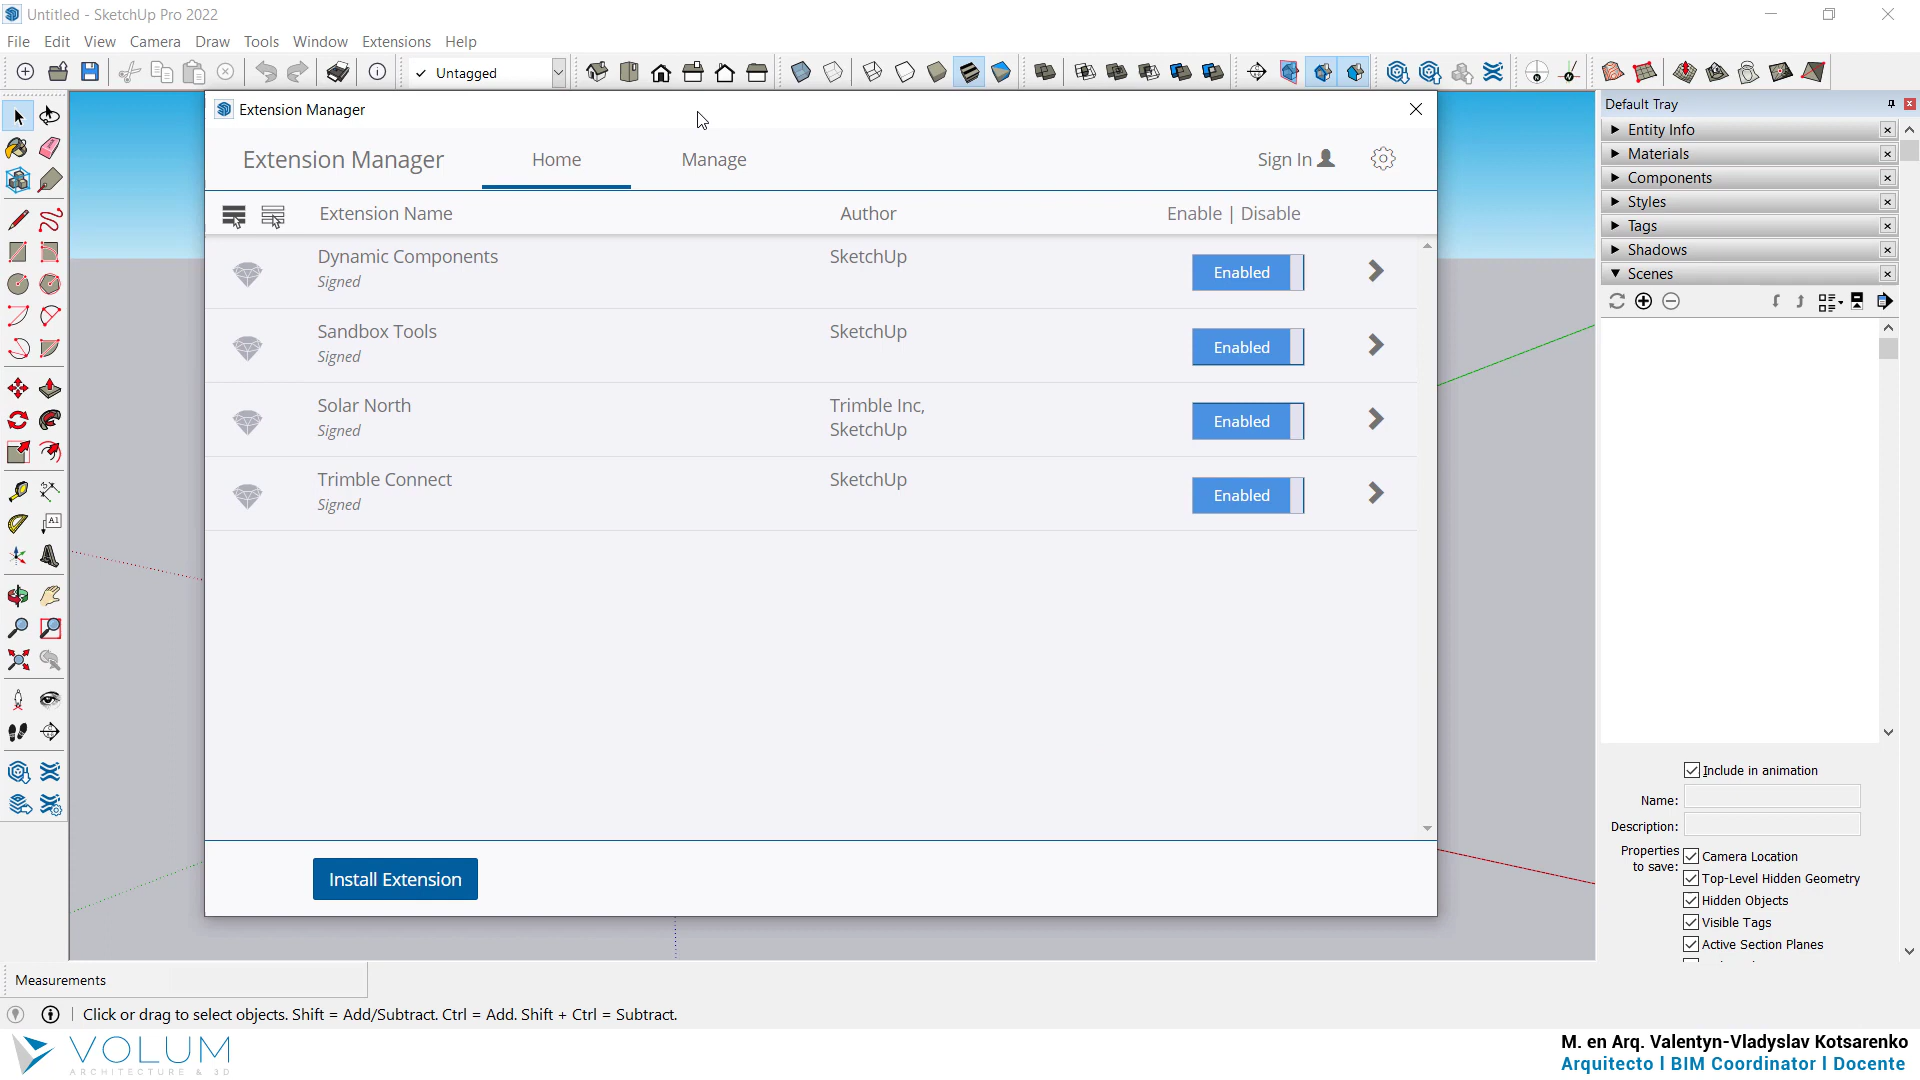 Untitled - SketchUp Pro 2022
File Edit View Camera Draw Tools Window Extensions Help
Untagged
Extension Manager
Extension Manager Home Manage Sign In
Extension Name Author Enable | Disable
Dynamic Components SketchUp
Signed
Enabled
Sandbox Tools SketchUp
Signed
Enabled
Solar North Trimble Inc,
SketchUp
Signed
Enabled
Trimble Connect SketchUp
Signed
Enabled
Install Extension
Default Tray
Entity Info
Materials
Components
Styles
Tags
Shadows
Scenes
Include in animation
Name:
Description:
Properties
to save:
Camera Location
Top-Level Hidden Geometry
Hidden Objects
Visible Tags
Active Section Planes
A1
Measurements
Click or drag to select objects. Shift = Add/Subtract. Ctrl = Add. Shift + Ctrl = Subtract.
VOLUM
ARCHITECTURE & 3D
M. en Arq. Valentyn-Vladyslav Kotsarenko
Arquitecto l BIM Coordinator l Docente